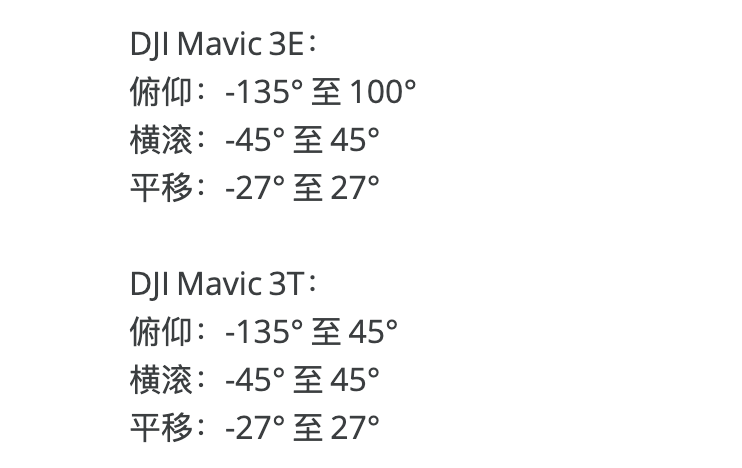 DJI Mavic 3E：
俯仰：-135° 至 100°
横滚：-45° 至 45°
平移：-27° 至 27°
DJI Mavic 3T：
俯仰：-135° 至 45°
横滚：-45° 至 45°
平移：-27° 至 27°